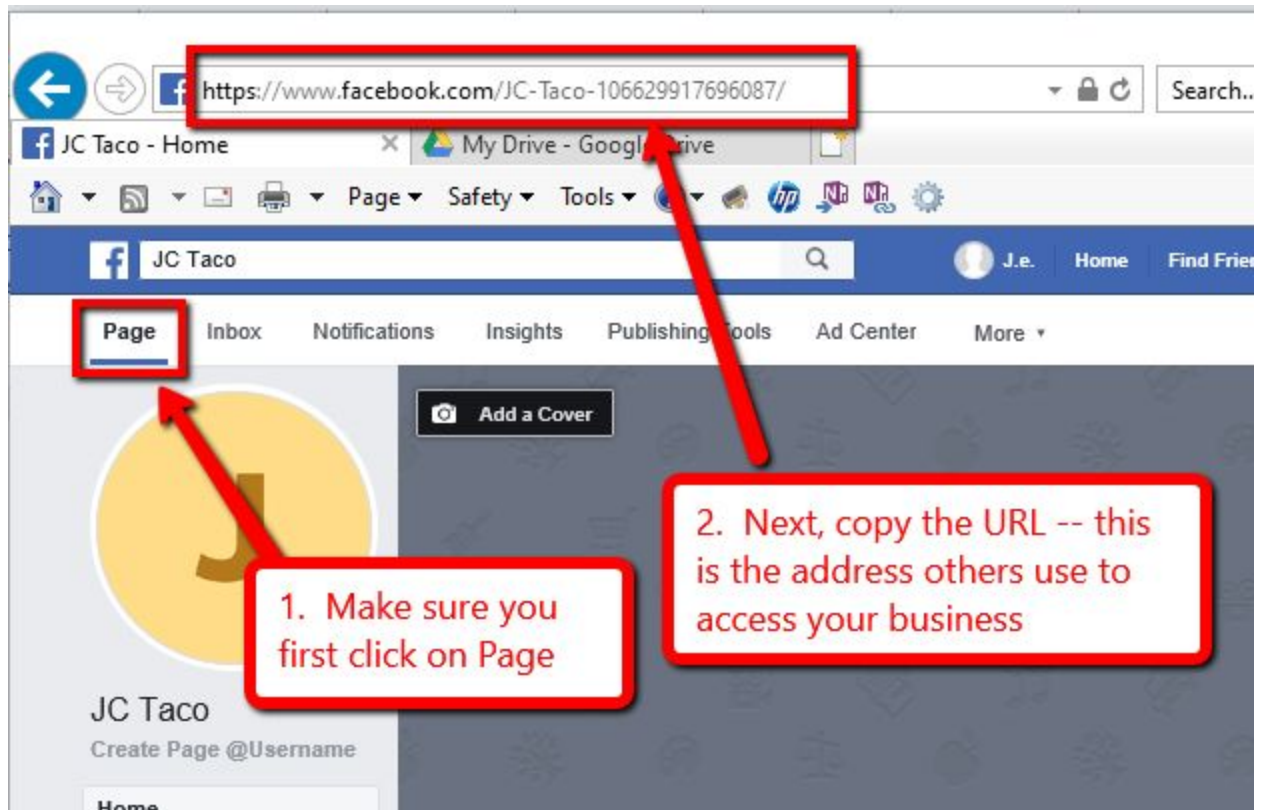 https://www.facebook.com/JC-Taco-106629917696087/
Search..
JC Taco - Home
My Drive - Google Drive
Page Safety Tools
JC Taco
J.e. Home Find Frie
Page Inbox Notifications Insights Publishing Tools Ad Center More
Add a Cover
J
2. Next, copy the URL -- this
is the address others use to
access your business
1. Make sure you
first click on Page
JC Taco
Create Page @Username
Home